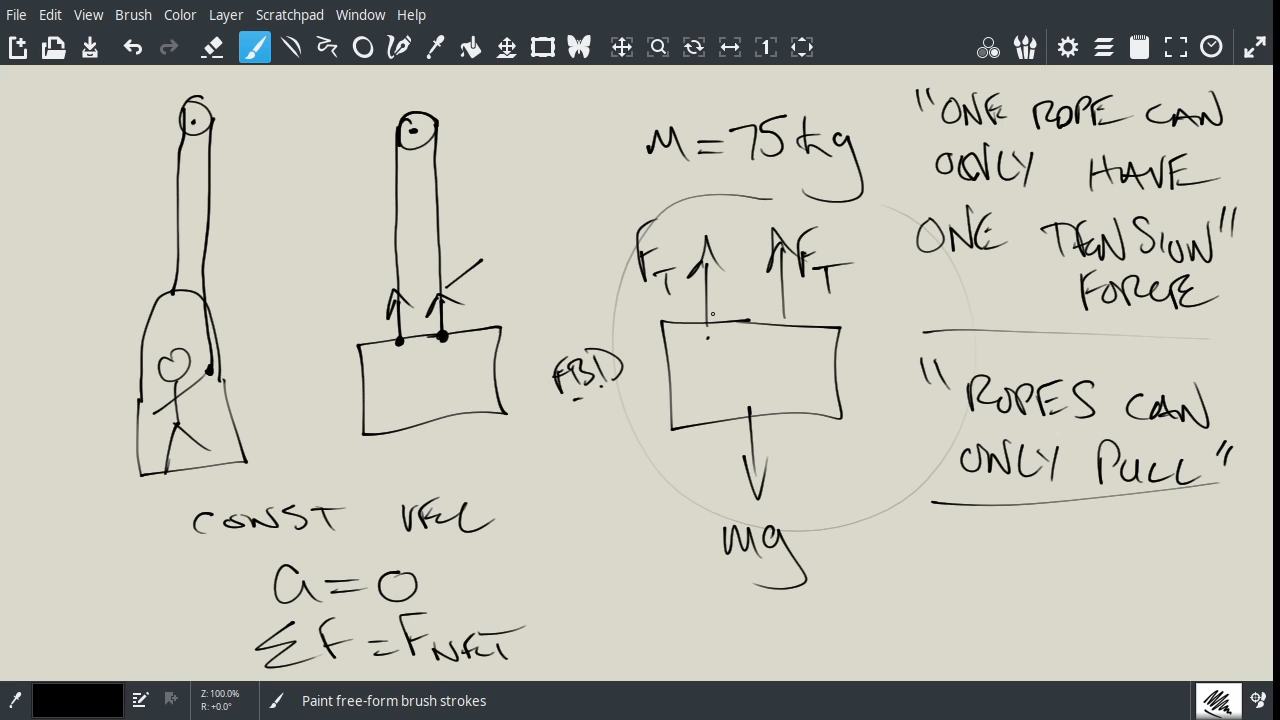 File Edit View Brush Color Layer Scratchpad Window Help
1
M = 75 kg
"ONE ROPE CAN
ONLY HAVE
ONE TENSION"
FORCE
FT FT
FBD
"ROPES CAN
ONLY PULL"
mg
CONST VEL
a = 0
ΣF = FNET
Z: 100.0%
R: +0.0°
Paint free-form brush strokes